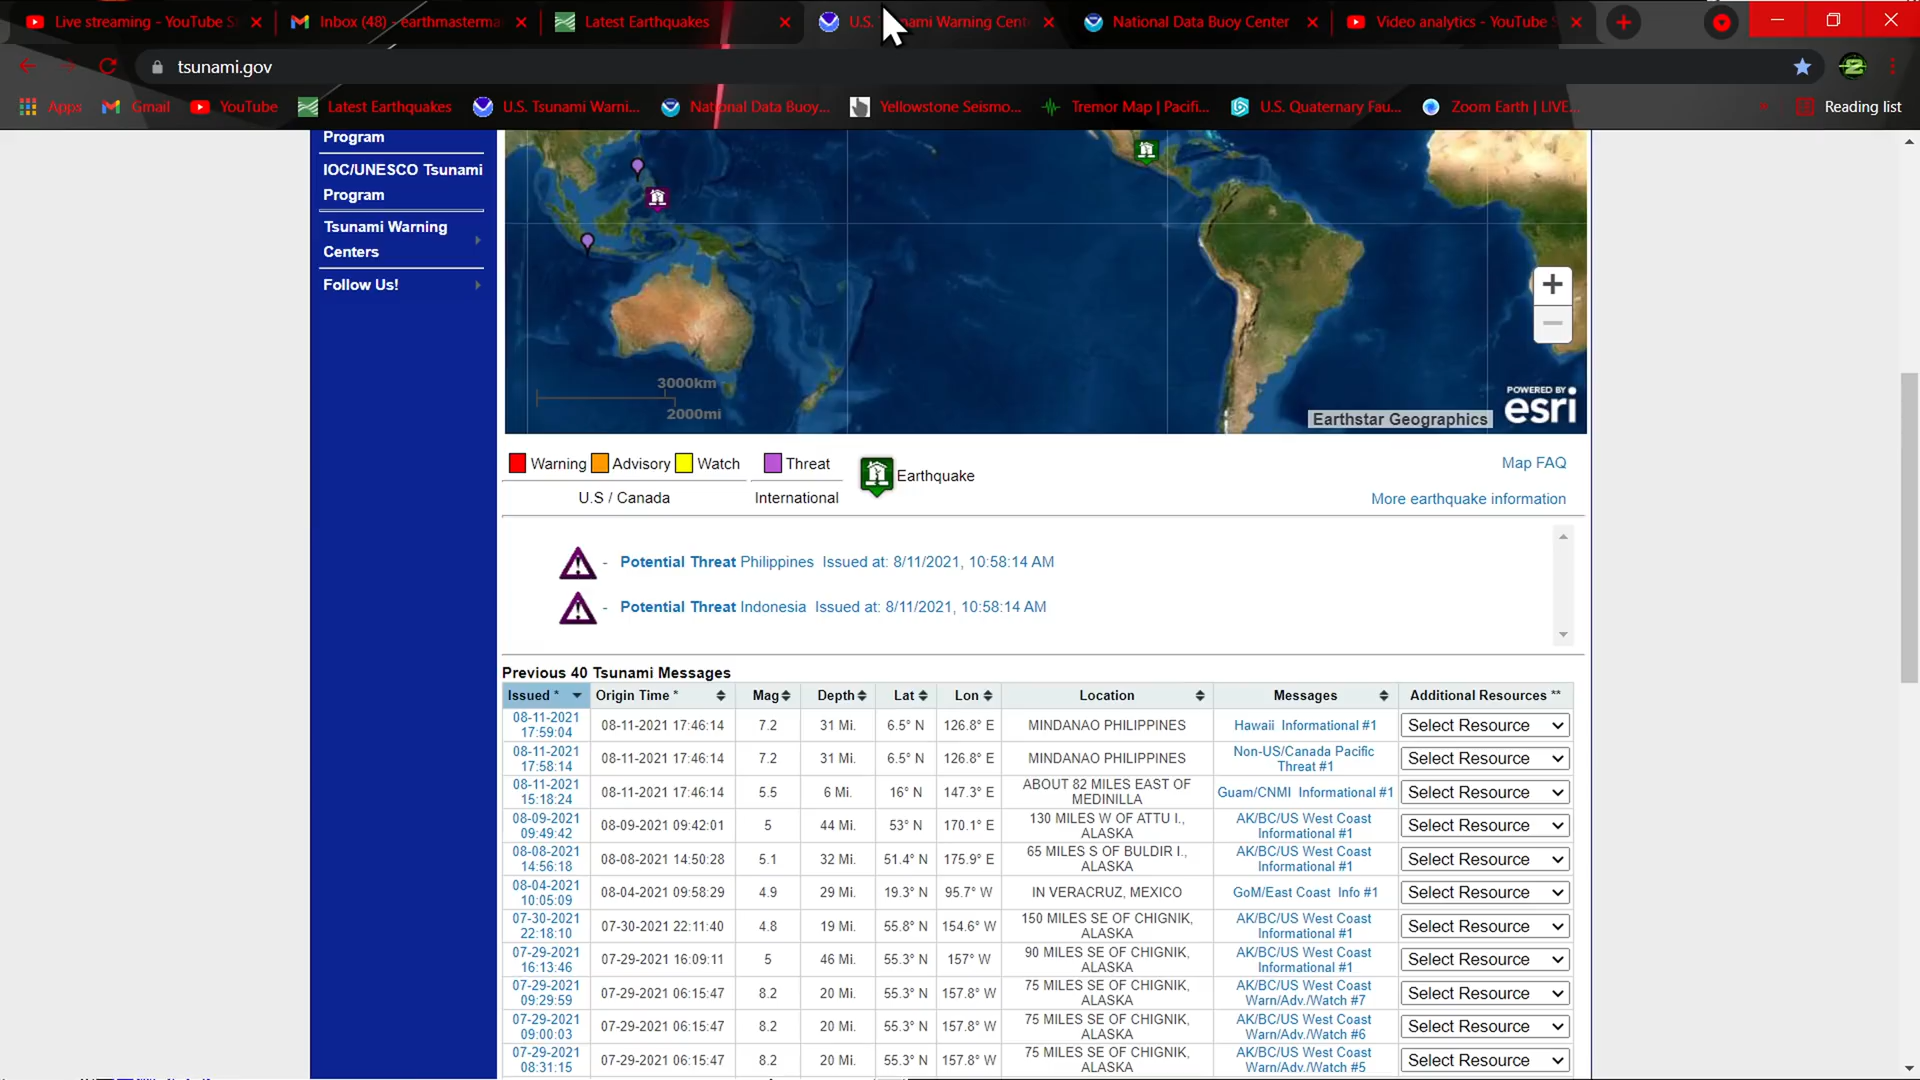 Live streaming - YouTube S
Inbox (48) - earthmasterma
Latest Earthquakes
U.S. Tsunami Warning Cent
National Data Buoy Center
Video analytics - YouTube S
tsunami.gov
Apps
Gmail
YouTube
Latest Earthquakes
U.S. Tsunami Warni...
National Data Buoy...
Yellowstone Seismo...
Tremor Map | Pacifi...
U.S. Quaternary Fau...
Zoom Earth | LIVE...
Reading list
Program
IOC/UNESCO Tsunami
Program
Tsunami Warning
Centers
Follow Us!
3000km
2000mi
POWERED BY
esri
Earthstar Geographics
Warning Advisory Watch Threat Earthquake
U.S / Canada International
Map FAQ
More earthquake information
- Potential Threat Philippines Issued at: 8/11/2021, 10:58:14 AM
- Potential Threat Indonesia Issued at: 8/11/2021, 10:58:14 AM
Previous 40 Tsunami Messages
Issued * Origin Time * Mag Depth Lat Lon Location Messages Additional Resources **
08-11-2021 17:59:04 08-11-2021 17:46:14 7.2 31 Mi. 6.5° N 126.8° E MINDANAO PHILIPPINES Hawaii Informational #1 Select Resource
08-11-2021 17:58:14 08-11-2021 17:46:14 7.2 31 Mi. 6.5° N 126.8° E MINDANAO PHILIPPINES Non-US/Canada Pacific Threat #1 Select Resource
08-11-2021 15:18:24 08-11-2021 17:46:14 5.5 6 Mi. 16° N 147.3° E ABOUT 82 MILES EAST OF MEDINILLA Guam/CNMI Informational #1 Select Resource
08-09-2021 09:49:42 08-09-2021 09:42:01 5 44 Mi. 53° N 170.1° E 130 MILES W OF ATTU I., ALASKA AK/BC/US West Coast Informational #1 Select Resource
08-08-2021 14:56:18 08-08-2021 14:50:28 5.1 32 Mi. 51.4° N 175.9° E 65 MILES S OF BULDIR I., ALASKA AK/BC/US West Coast Informational #1 Select Resource
08-04-2021 10:05:09 08-04-2021 09:58:29 4.9 29 Mi. 19.3° N 95.7° W IN VERACRUZ, MEXICO GoM/East Coast Info #1 Select Resource
07-30-2021 22:18:10 07-30-2021 22:11:40 4.8 19 Mi. 55.8° N 154.6° W 150 MILES SE OF CHIGNIK, ALASKA AK/BC/US West Coast Informational #1 Select Resource
07-29-2021 16:13:46 07-29-2021 16:09:11 5 46 Mi. 55.3° N 157° W 90 MILES SE OF CHIGNIK, ALASKA AK/BC/US West Coast Informational #1 Select Resource
07-29-2021 09:29:59 07-29-2021 06:15:47 8.2 20 Mi. 55.3° N 157.8° W 75 MILES SE OF CHIGNIK, ALASKA AK/BC/US West Coast Warn/Adv./Watch #7 Select Resource
07-29-2021 09:00:03 07-29-2021 06:15:47 8.2 20 Mi. 55.3° N 157.8° W 75 MILES SE OF CHIGNIK, ALASKA AK/BC/US West Coast Warn/Adv./Watch #6 Select Resource
07-29-2021 08:31:15 07-29-2021 06:15:47 8.2 20 Mi. 55.3° N 157.8° W 75 MILES SE OF CHIGNIK, ALASKA AK/BC/US West Coast Warn/Adv./Watch #5 Select Resource